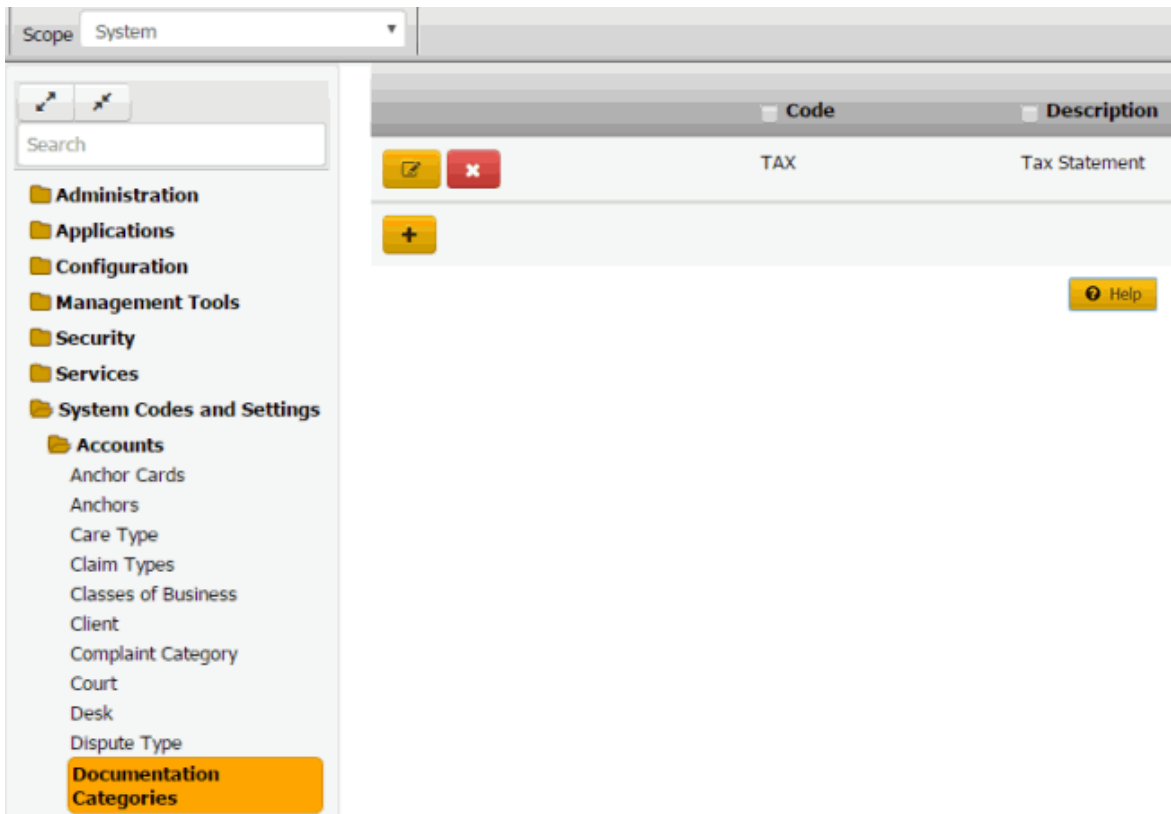 Scope System
Search
Administration
Applications
Configuration
Management Tools
Security
Services
System Codes and Settings
Accounts
Anchor Cards
Anchors
Care Type
Claim Types
Classes of Business
Client
Complaint Category
Court
Desk
Dispute Type
Documentation
Categories
Code Description
TAX Tax Statement
Help